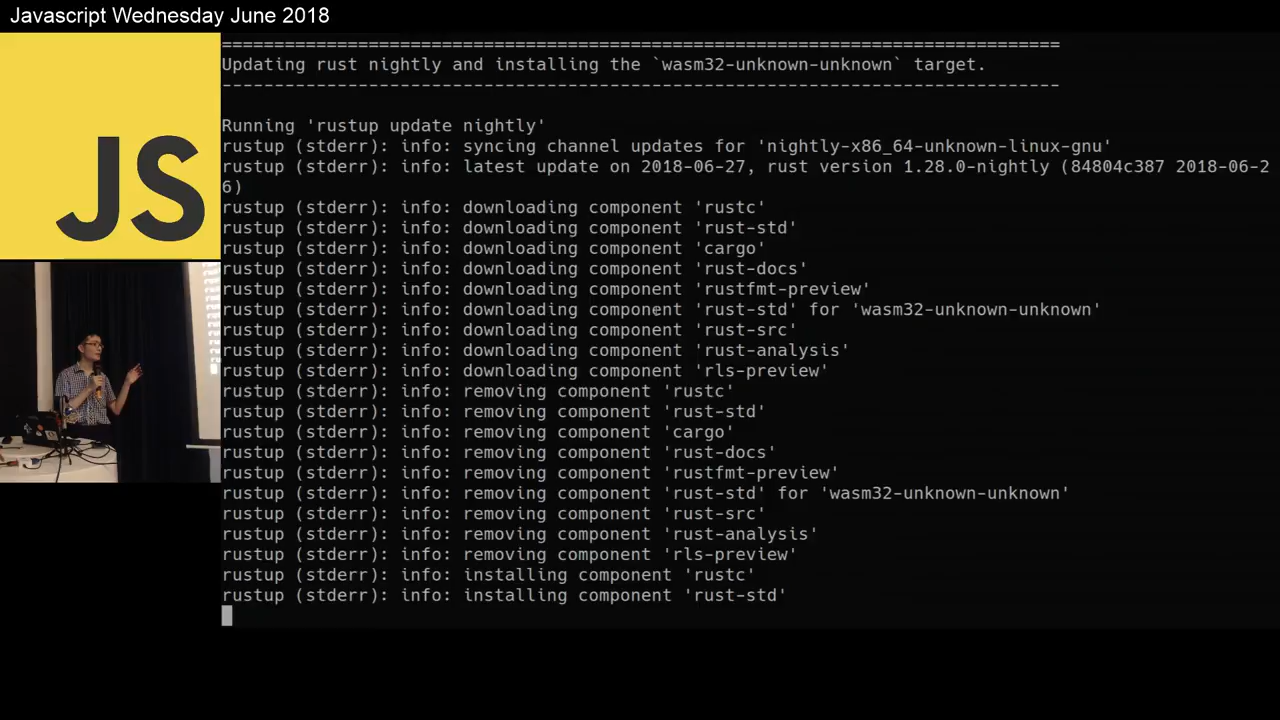 Javascript Wednesday June 2018
================================================================================
Updating rust nightly and installing the `wasm32-unknown-unknown` target.
--------------------------------------------------------------------------------
Running 'rustup update nightly'
rustup (stderr): info: syncing channel updates for 'nightly-x86_64-unknown-linux-gnu'
rustup (stderr): info: latest update on 2018-06-27, rust version 1.28.0-nightly (84804c387 2018-06-2
6)
rustup (stderr): info: downloading component 'rustc'
rustup (stderr): info: downloading component 'rust-std'
rustup (stderr): info: downloading component 'cargo'
rustup (stderr): info: downloading component 'rust-docs'
rustup (stderr): info: downloading component 'rustfmt-preview'
rustup (stderr): info: downloading component 'rust-std' for 'wasm32-unknown-unknown'
rustup (stderr): info: downloading component 'rust-src'
rustup (stderr): info: downloading component 'rust-analysis'
rustup (stderr): info: downloading component 'rls-preview'
rustup (stderr): info: removing component 'rustc'
rustup (stderr): info: removing component 'rust-std'
rustup (stderr): info: removing component 'cargo'
rustup (stderr): info: removing component 'rust-docs'
rustup (stderr): info: removing component 'rustfmt-preview'
rustup (stderr): info: removing component 'rust-std' for 'wasm32-unknown-unknown'
rustup (stderr): info: removing component 'rust-src'
rustup (stderr): info: removing component 'rust-analysis'
rustup (stderr): info: removing component 'rls-preview'
rustup (stderr): info: installing component 'rustc'
rustup (stderr): info: installing component 'rust-std'
JS